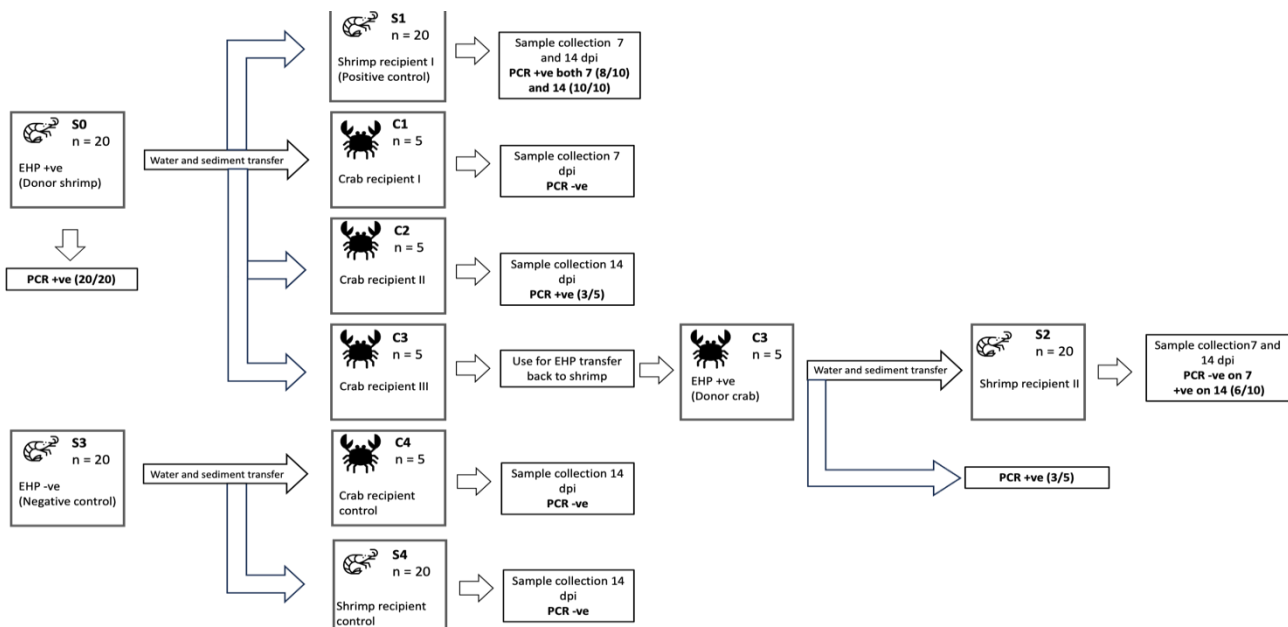 S1
n = 20
Shrimp recipient I
(Positive control)
Sample collection 7
and 14 dpi
PCR +ve both 7 (8/10)
and 14 (10/10)
S0
n = 20
EHP +ve
(Donor shrimp)
Water and sediment transfer
C1
n = 5
Crab recipient I
Sample collection 7
dpi
PCR -ve
PCR +ve (20/20)
C2
n = 5
Crab recipient II
Sample collection 14
dpi
PCR +ve (3/5)
C3
n = 5
Crab recipient III
Use for EHP transfer
back to shrimp
C3
n = 5
EHP +ve
(Donor crab)
Water and sediment transfer
S2
n = 20
Shrimp recipient II
Sample collection7 and
14 dpi
PCR -ve on 7
+ve on 14 (6/10)
PCR +ve (3/5)
S3
n = 20
EHP -ve
(Negative control)
Water and sediment transfer
C4
n = 5
Crab recipient
control
Sample collection 14
dpi
PCR -ve
S4
n = 20
Shrimp recipient
control
Sample collection 14
dpi
PCR -ve